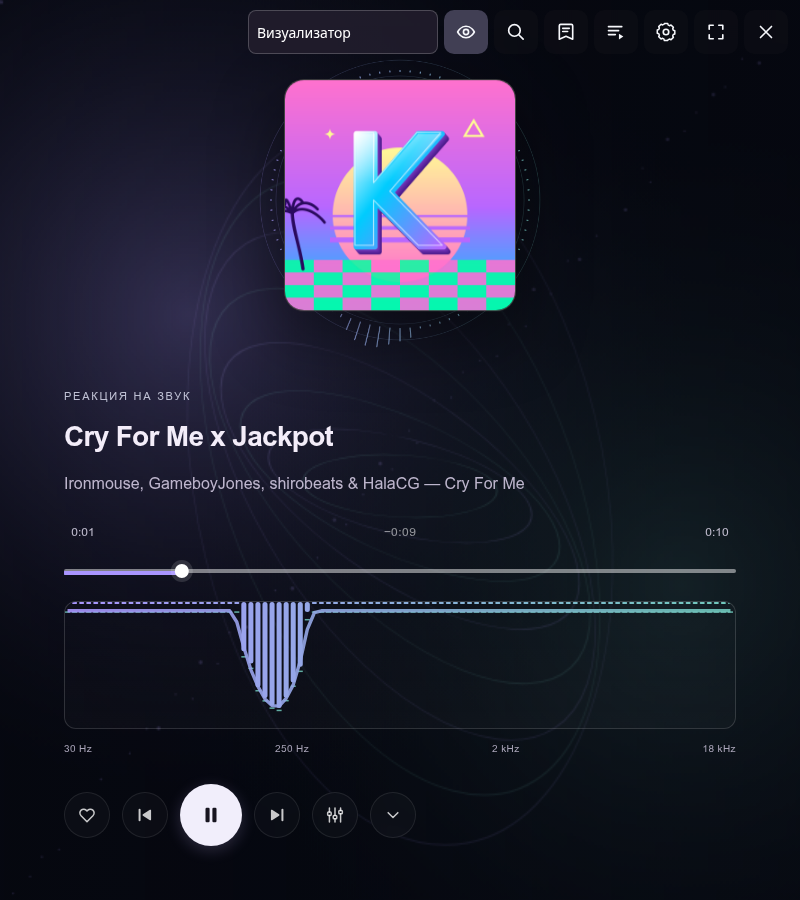 Визуализатор
K
РЕАКЦИЯ НА ЗВУК
Cry For Me x Jackpot
Ironmouse, GameboyJones, shirobeats & HalaCG — Cry For Me
0:01 −0:09 0:10
30 Hz 250 Hz 2 kHz 18 kHz